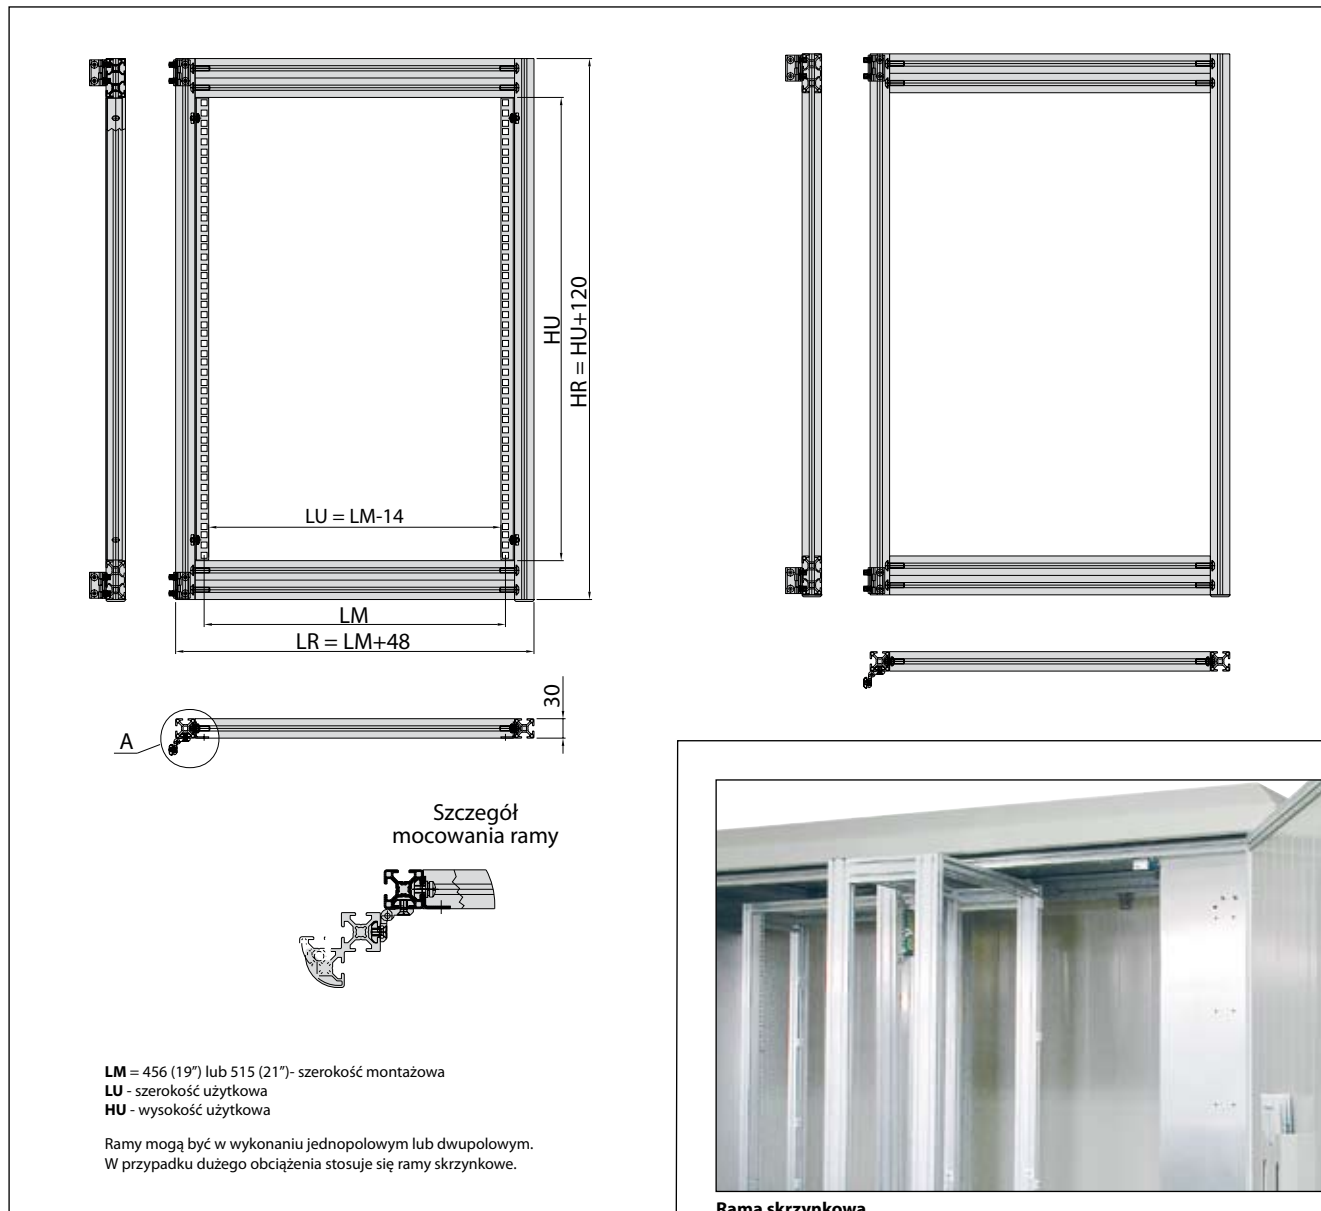 HU
HR = HU+120
LU = LM-14
LM
LR = LM+48
30
A
Szczegół
mocowania ramy
LM = 456 (19”) lub 515 (21”)- szerokość montażowa
LU - szerokość użytkowa
HU - wysokość użytkowa
Ramy mogą być w wykonaniu jednopolowym lub dwupolowym.
W przypadku dużego obciążenia stosuje się ramy skrzynkowe.
Rama skrzynkowa